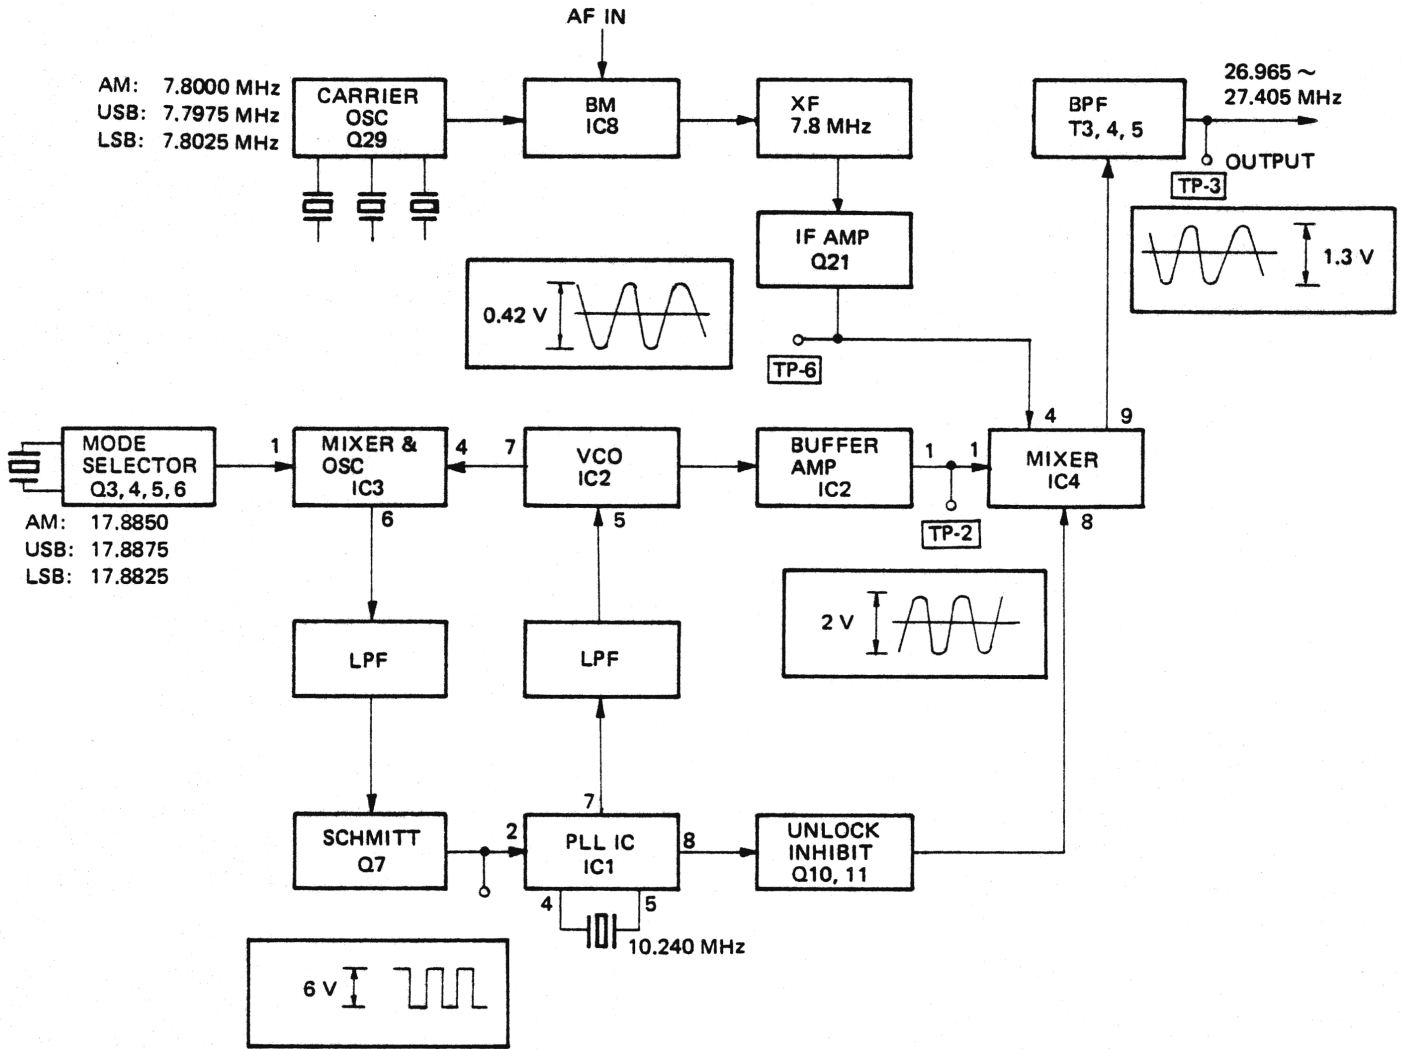 AF IN
AM: 7.8000 MHz
USB: 7.7975 MHz
LSB: 7.8025 MHz
CARRIER
OSC
Q29
BM
IC8
XF
7.8 MHz
BPF
T3, 4, 5
26.965 ~
27.405 MHz
OUTPUT
TP-3
IF AMP
Q21
1.3 V
0.42 V
TP-6
MODE
SELECTOR
Q3, 4, 5, 6
1
MIXER &
OSC
IC3
4
7
VCO
IC2
BUFFER
AMP
IC2
1
1
4
9
MIXER
IC4
AM: 17.8850
USB: 17.8875
LSB: 17.8825
6
5
TP-2
8
2 V
LPF
LPF
SCHMITT
Q7
2
7
PLL IC
IC1
8
UNLOCK
INHIBIT
Q10, 11
4
5
10.240 MHz
6 V